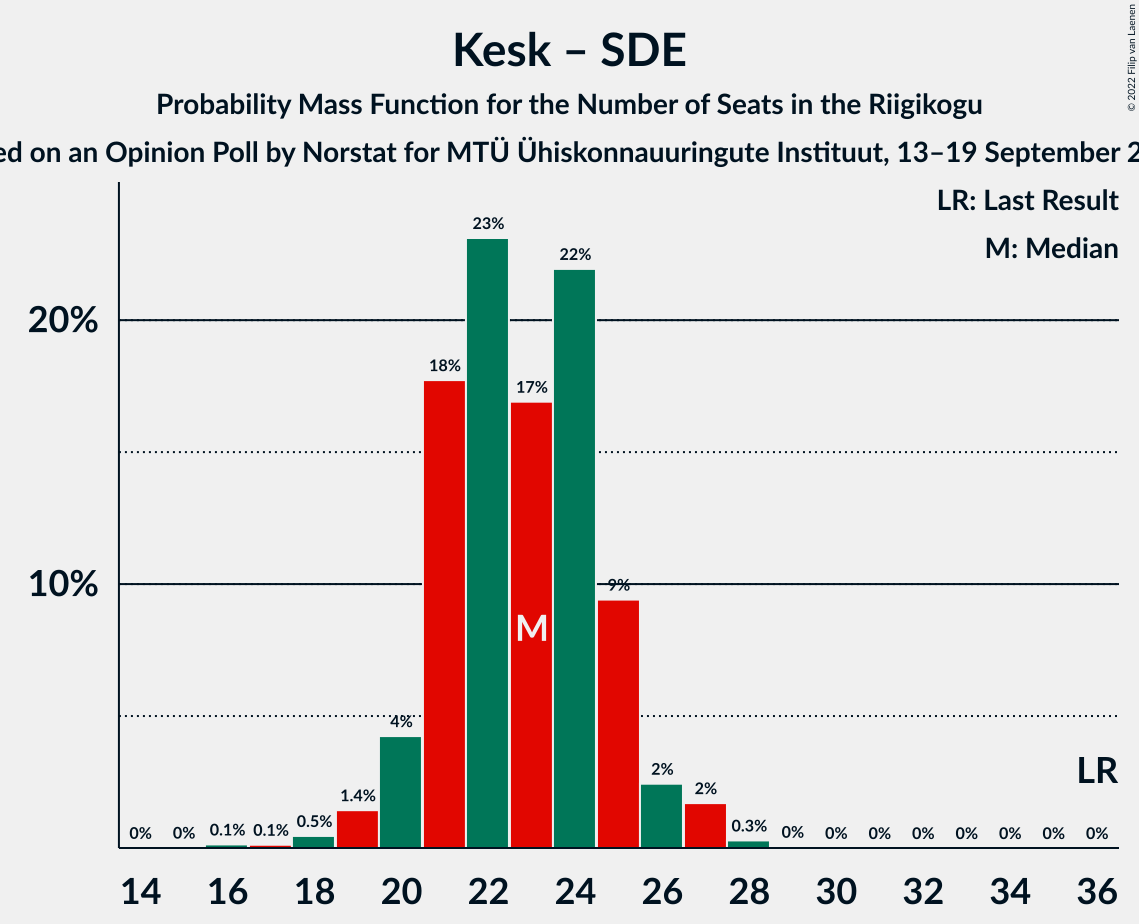 Kesk – SDE
Probability Mass Function for the Number of Seats in the Riigikogu
ed on an Opinion Poll by Norstat for MTÜ Ühiskonnauuringute Instituut, 13–19 September 2
© 2022 Filip van Laenen
LR: Last Result
M: Median
20%
10%
0% 0% 0.1% 0.1% 0.5% 1.4% 4% 18% 23% 17% 22% 9% 2% 2% 0.3% 0% 0% 0% 0% 0% 0% 0% 0%
M
LR
14 16 18 20 22 24 26 28 30 32 34 36